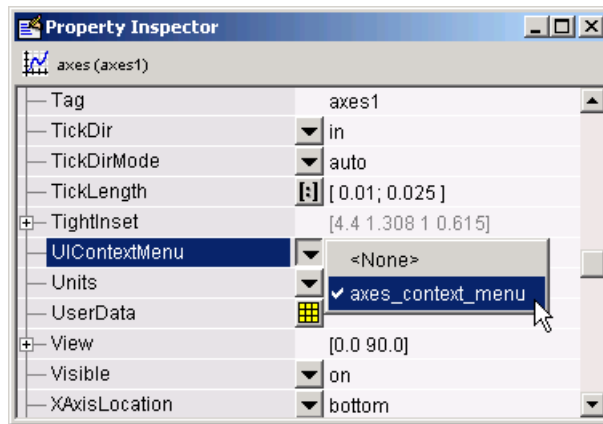 Property Inspector
axes (axes1)
Tag axes1
TickDir in
TickDirMode auto
TickLength [:] [ 0.01; 0.025 ]
TightInset [4.4 1.308 1 0.615]
UIContextMenu <None>
Units axes_context_menu
UserData
View [0.0 90.0]
Visible on
XAxisLocation bottom